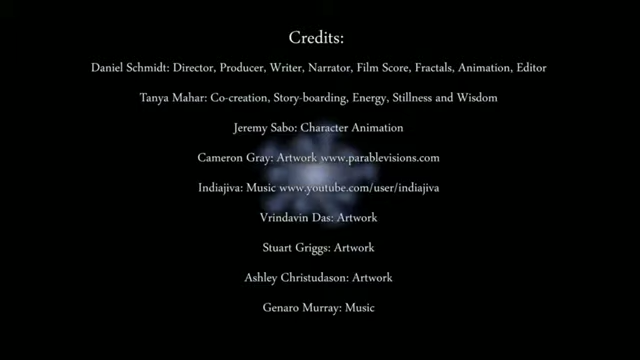 Credits:
Daniel Schmidt: Director, Producer, Writer, Narrator, Film Score, Fractals, Animation, Editor
Tanya Mahar: Co-creation, Story-boarding, Energy, Stillness and Wisdom
Jeremy Sabo: Character Animation
Cameron Gray: Artwork www.parablevisions.com
Indiajiva: Music www.youtube.com/user/indiajiva
Vrindavin Das: Artwork
Stuart Griggs: Artwork
Ashley Christudason: Artwork
Genaro Murray: Music